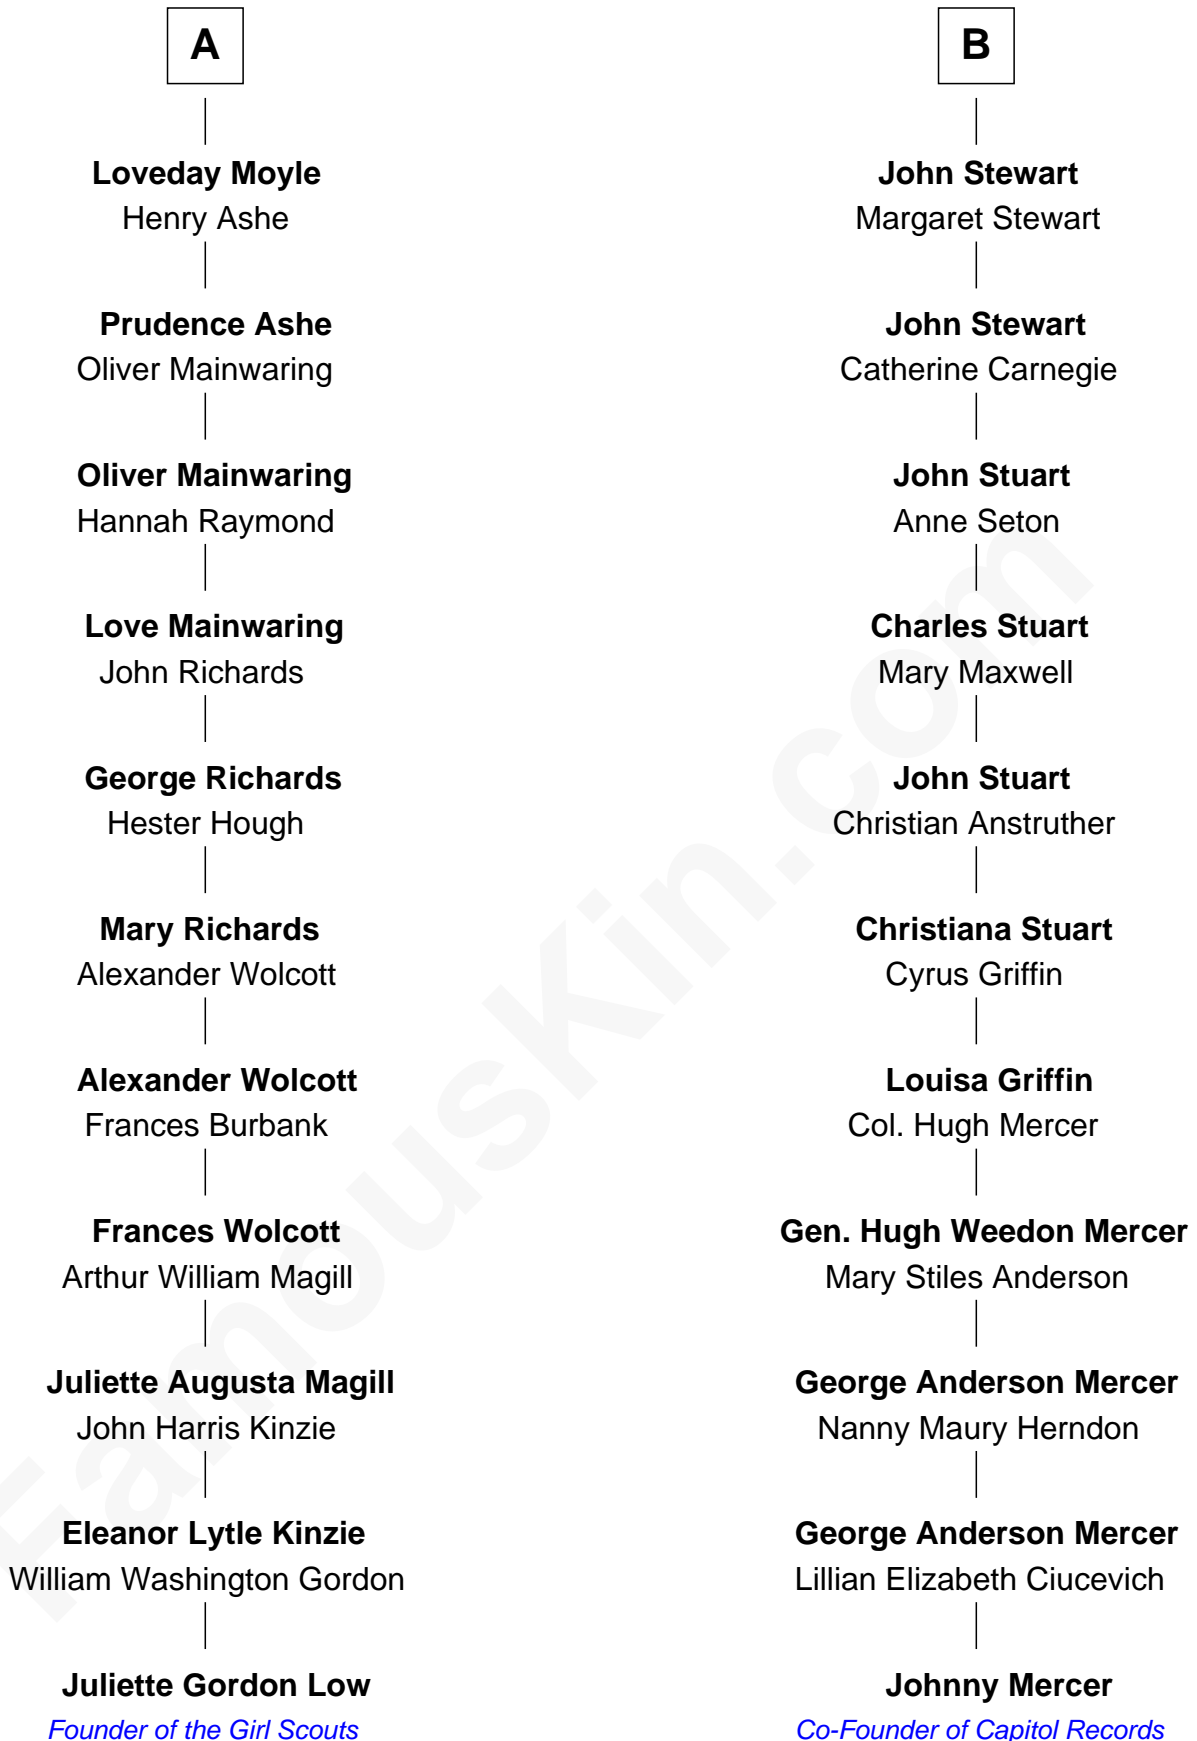 A
Loveday Moyle
Henry Ashe
Prudence Ashe
Oliver Mainwaring
Oliver Mainwaring
Hannah Raymond
Love Mainwaring
John Richards
George Richards
Hester Hough
Mary Richards
Alexander Wolcott
Alexander Wolcott
Frances Burbank
Frances Wolcott
Arthur William Magill
Juliette Augusta Magill
John Harris Kinzie
Eleanor Lytle Kinzie
William Washington Gordon
Juliette Gordon Low
Founder of the Girl Scouts
B
John Stewart
Margaret Stewart
John Stewart
Catherine Carnegie
John Stuart
Anne Seton
Charles Stuart
Mary Maxwell
John Stuart
Christian Anstruther
Christiana Stuart
Cyrus Griffin
Louisa Griffin
Col. Hugh Mercer
Gen. Hugh Weedon Mercer
Mary Stiles Anderson
George Anderson Mercer
Nanny Maury Herndon
George Anderson Mercer
Lillian Elizabeth Ciucevich
Johnny Mercer
Co-Founder of Capitol Records
FamousKin.com